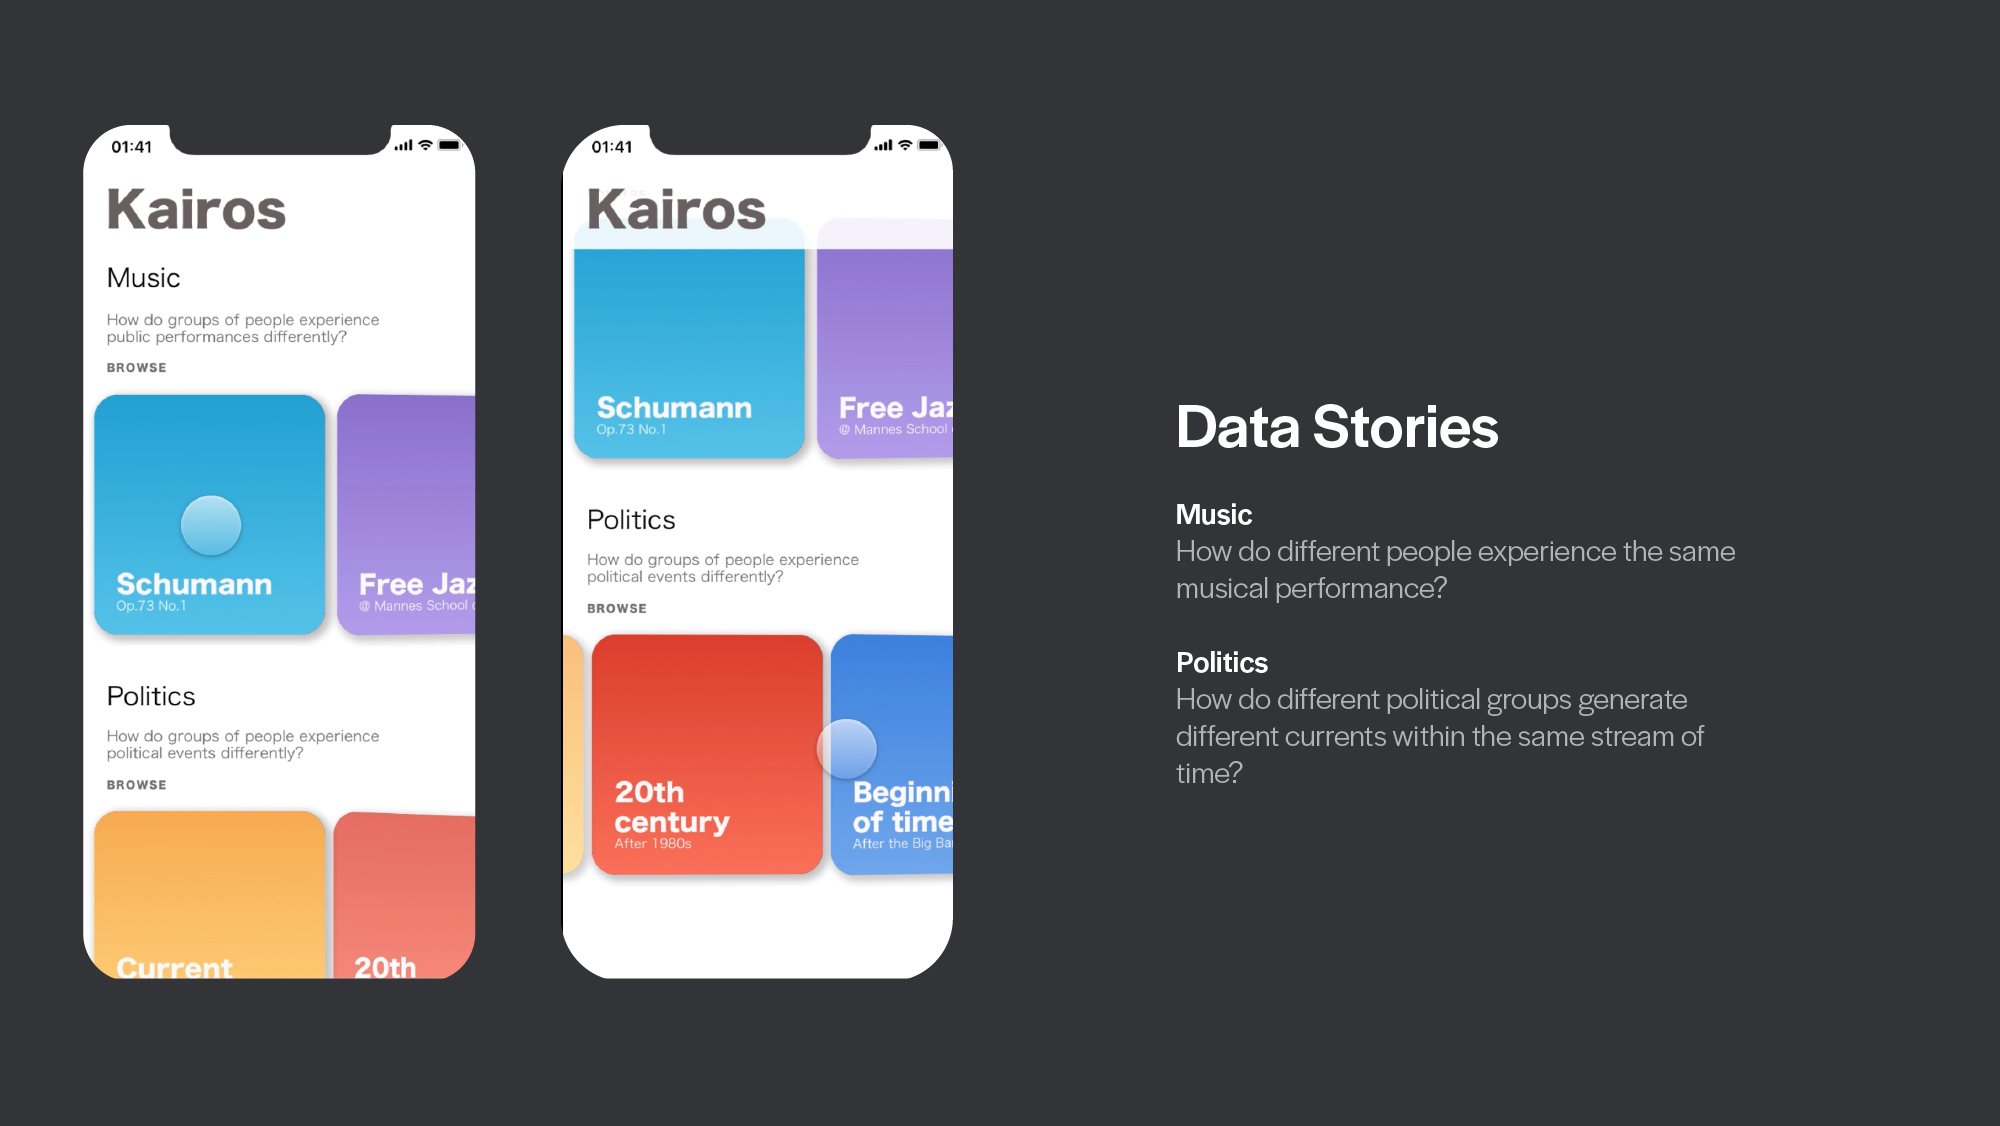 01:41
Kairos
Music
How do groups of people experience
public performances differently?
BROWSE
Schumann
Op.73 No.1
Free Jaz
@ Mannes School
Politics
How do groups of people experience
political events differently?
BROWSE
Current
20th
01:41
Kairos
Schumann
Op.73 No.1
Free Jaz
@ Mannes School
Politics
How do groups of people experience
political events differently?
BROWSE
20th
century
After 1980s
Beginni
of time
After the Big Ba
Data Stories
Music
How do different people experience the same
musical performance?
Politics
How do different political groups generate
different currents within the same stream of
time?